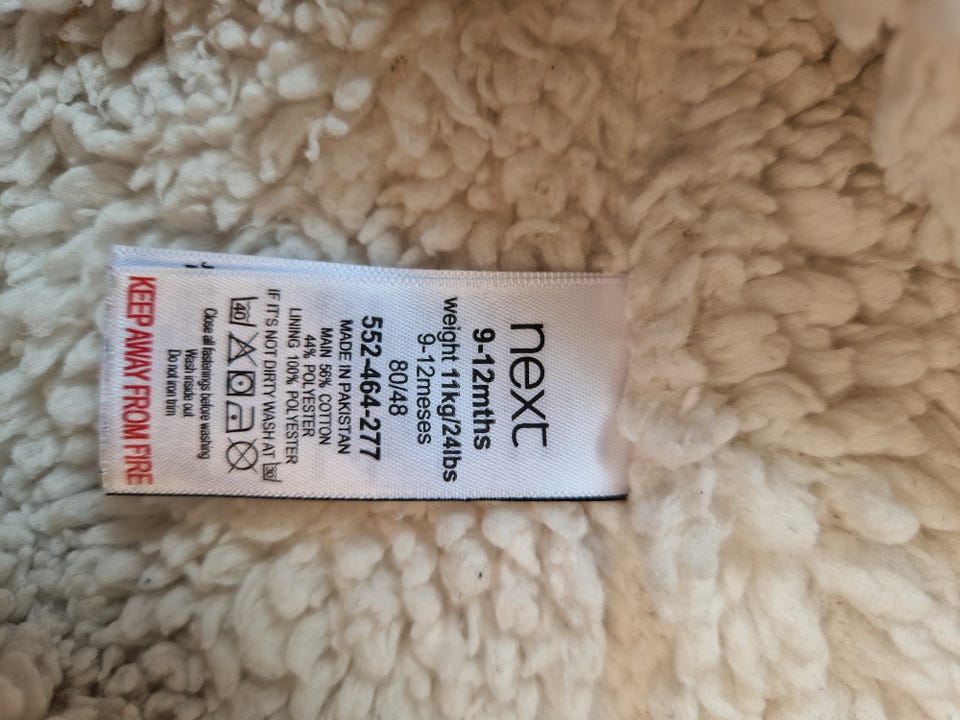 next
9-12mths
weight 11kg/24lbs
9-12meses
80/48
552-464-277
MADE IN PAKISTAN
MAIN 56% COTTON
44% POLYESTER
LINING 100% POLYESTER
IF IT'S NOT DIRTY WASH AT 30
40
Close all fastenings before washing
Wash inside out
Do not iron trim
KEEP AWAY FROM FIRE